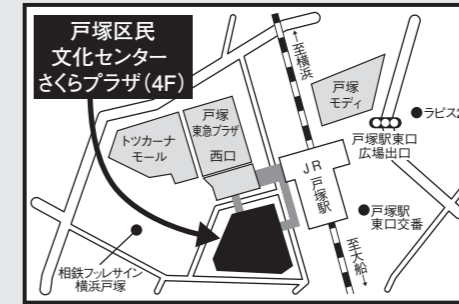 戸塚区民
文化センター
さくらプラザ(4F)
←至横浜
戸塚
モディ
●ラピス2
戸塚駅東口
広場出口
戸塚
東急プラザ
西口
トツカーナ
モール
JR
戸塚駅
●戸塚駅
東口交番
至大船→
相鉄フレッサイン
横浜戸塚